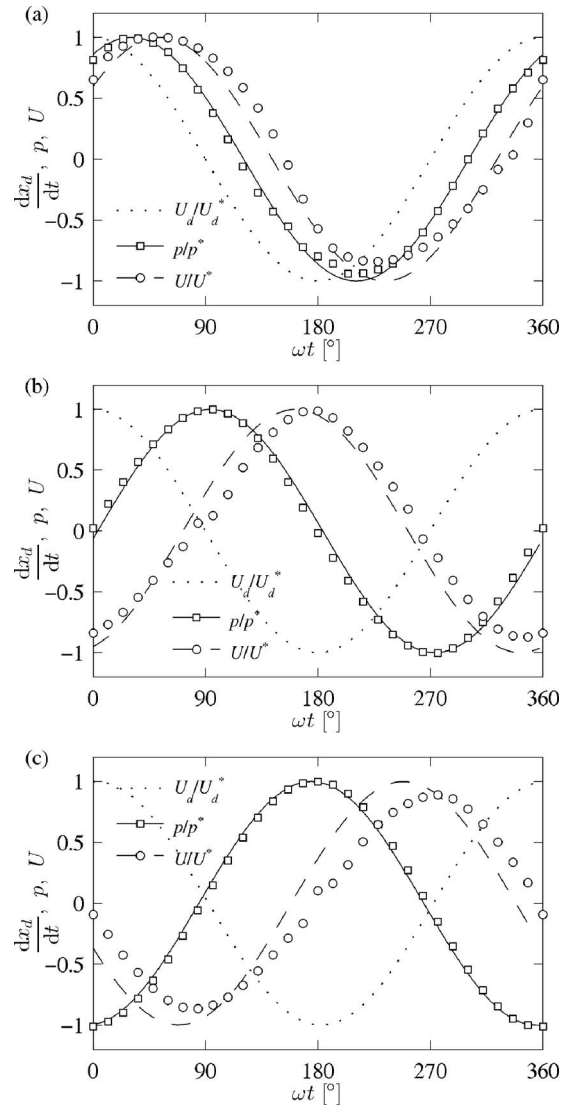 (a)
1
0.5
0
−0.5
−1
dx_d/dt, p, U
U_d/U_d^*
p/p^*
U/U^*
0 90 180 270 360
ωt [°]
(b)
1
0.5
0
−0.5
−1
dx_d/dt, p, U
U_d/U_d^*
p/p^*
U/U^*
0 90 180 270 360
ωt [°]
(c)
1
0.5
0
−0.5
−1
dx_d/dt, p, U
U_d/U_d^*
p/p^*
U/U^*
0 90 180 270 360
ωt [°]